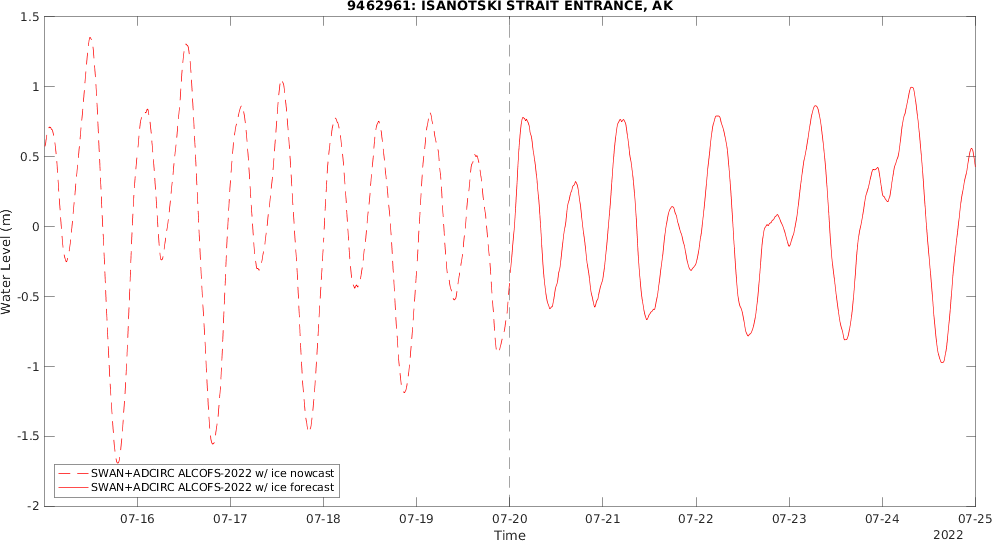 9462961: ISANOTSKI STRAIT ENTRANCE, AK
1.5
1
0.5
0
-0.5
-1
-1.5
-2
Water Level (m)
SWAN+ADCIRC ALCOFS-2022 w/ ice nowcast
SWAN+ADCIRC ALCOFS-2022 w/ ice forecast
07-16 07-17 07-18 07-19 07-20 07-21 07-22 07-23 07-24 07-25
Time
2022